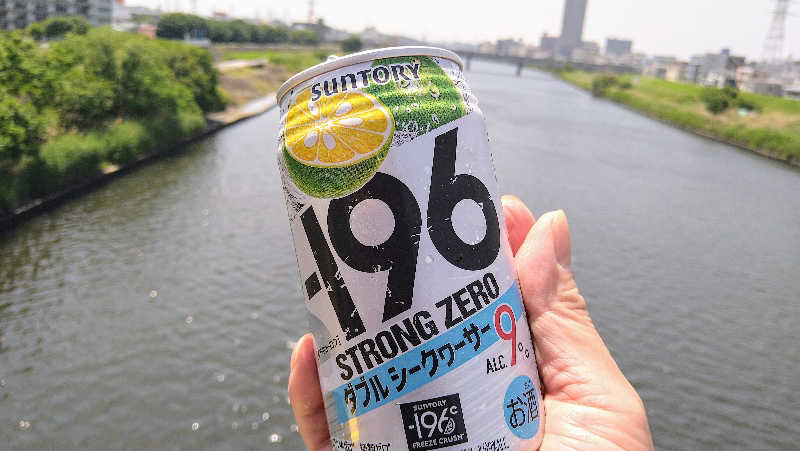 SUNTORY
-196
STRONG ZERO
ダブルシークヮーサー
ALC. 9%
お酒
SUNTORY
-196℃
FREEZE CRUSH